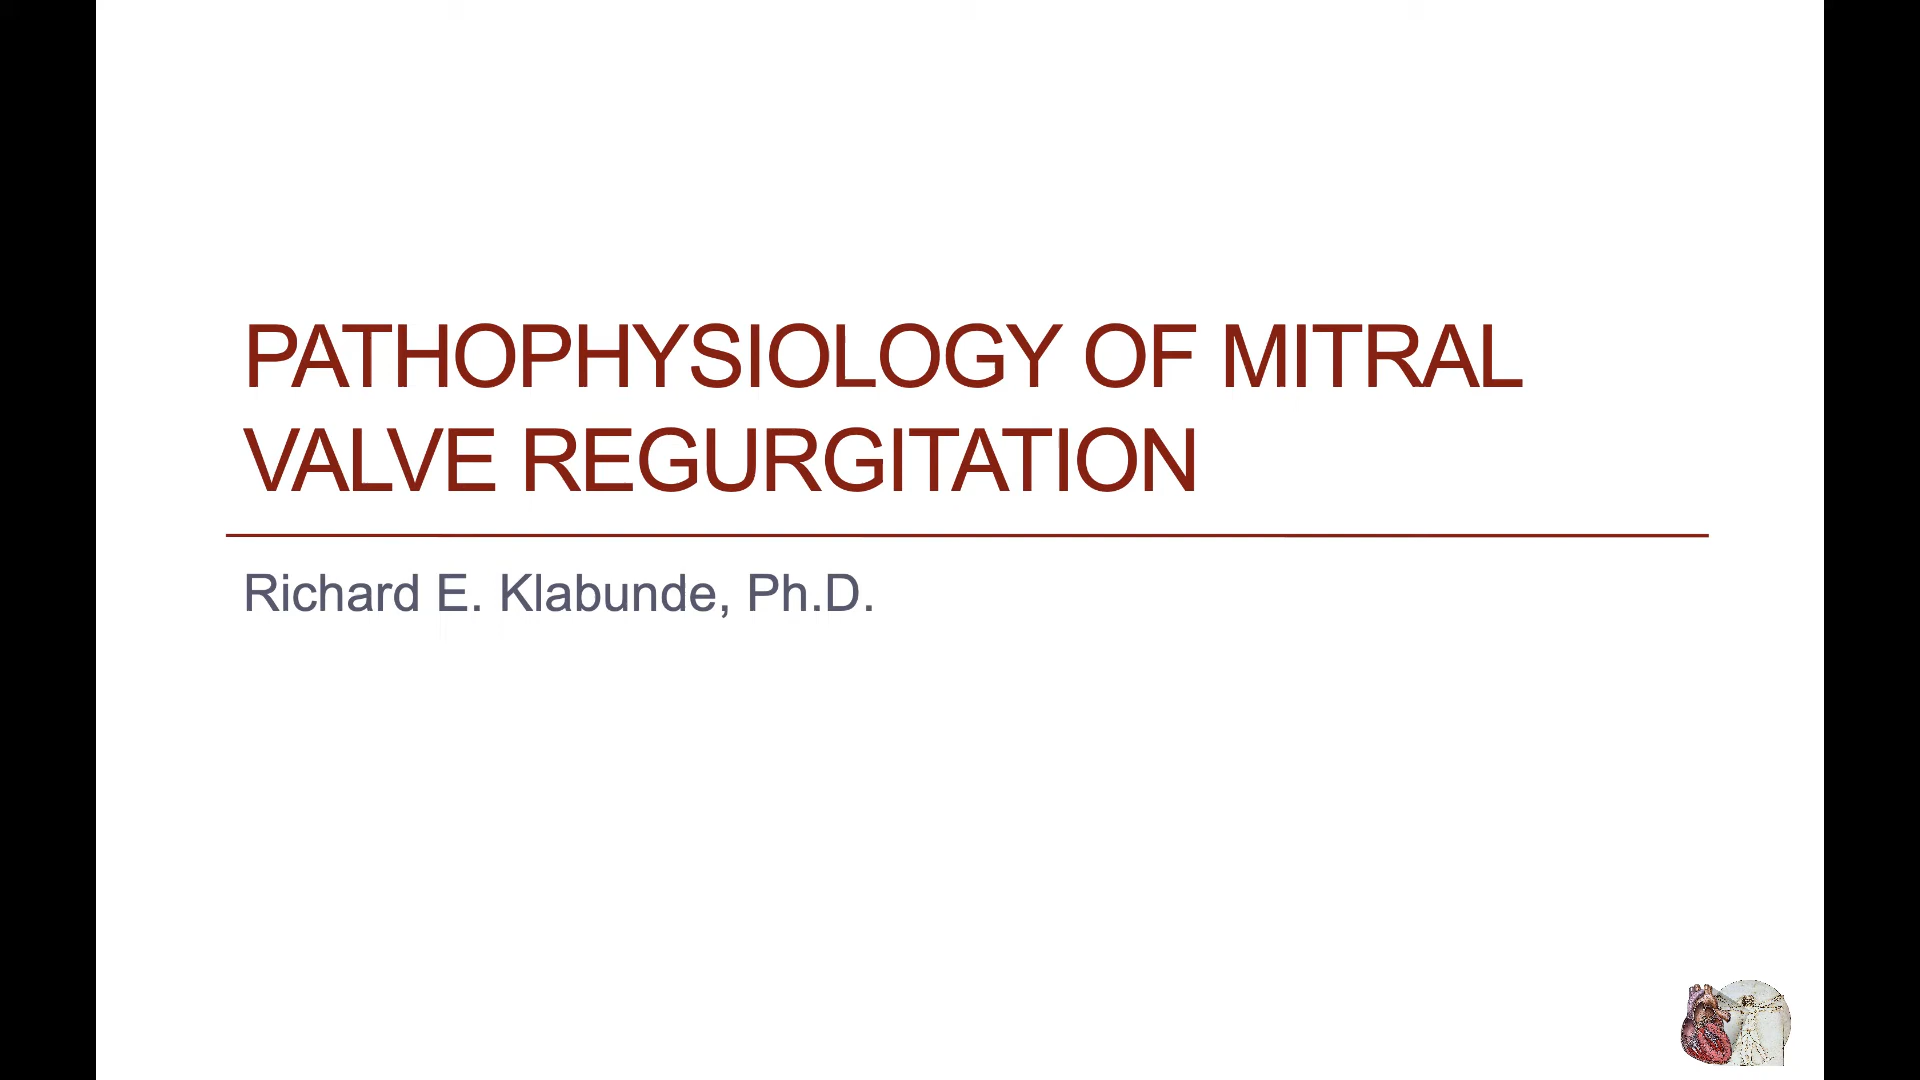 PATHOPHYSIOLOGY OF MITRAL
VALVE REGURGITATION
Richard E. Klabunde, Ph.D.